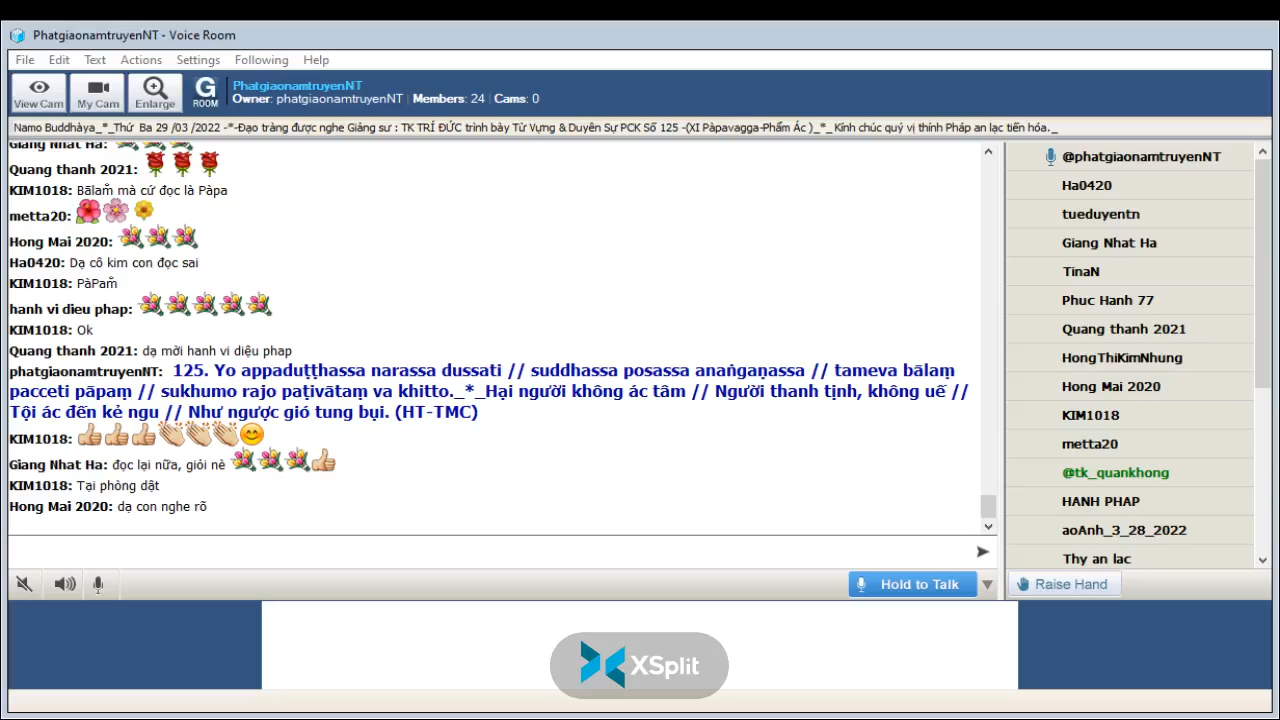 PhatgiaonamtruyenNT - Voice Room
File Edit Text Actions Settings Following Help
View Cam My Cam Enlarge G ROOM
PhatgiaonamtruyenNT
Owner: phatgiaonamtruyenNT | Members: 24 | Cams: 0
Namo Buddhàya_*_Thứ Ba 29 /03 /2022 -*-Đạo tràng được nghe Giảng sư : TK TRÍ ĐỨC trình bày Từ Vựng & Duyên Sự PCK Số 125 -(XI Pàpavagga-Phẩm Ác )_*_ Kính chúc quý vị thính Pháp an lạc tiến hóa._
Giang Nhat Ha:
Quang thanh 2021:
KIM1018: Bālam̐ mà cứ đọc là Pàpa
metta20:
Hong Mai 2020:
Ha0420: Dạ cô kim con đọc sai
KIM1018: PàPam̐
hanh vi dieu phap:
KIM1018: Ok
Quang thanh 2021: dạ mời hanh vi diệu phap
phatgiaonamtruyenNT: 125. Yo appaduṭṭhassa narassa dussati // suddhassa posassa anaṅgaṇassa // tameva bālaṃ
pacceti pāpaṃ // sukhumo rajo paṭivātaṃ va khitto._*_Hại người không ác tâm // Người thanh tịnh, không uế //
Tội ác đến kẻ ngu // Như ngược gió tung bụi. (HT-TMC)
KIM1018:
Giang Nhat Ha: đọc lại nữa, giỏi nè
KIM1018: Tại phòng dật
Hong Mai 2020: dạ con nghe rõ
@phatgiaonamtruyenNT
Ha0420
tueduyentn
Giang Nhat Ha
TinaN
Phuc Hanh 77
Quang thanh 2021
HongThiKimNhung
Hong Mai 2020
KIM1018
metta20
@tk_quankhong
HANH PHAP
aoAnh_3_28_2022
Thy an lac
Hold to Talk
Raise Hand
XSplit